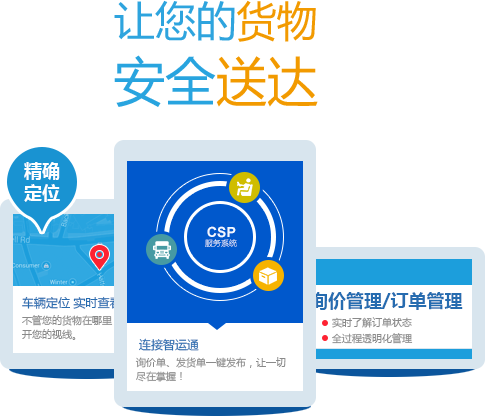 让您的货物
安全送达
精确
定位
ell Rd
Consumer
Warner
车辆定位 实时查看
不管您的货物在哪里
开您的视线。
CSP
服务系统
连接智运通
询价单、发货单一键发布，让一切
尽在掌握！
询价管理/订单管理
实时了解订单状态
全过程透明化管理